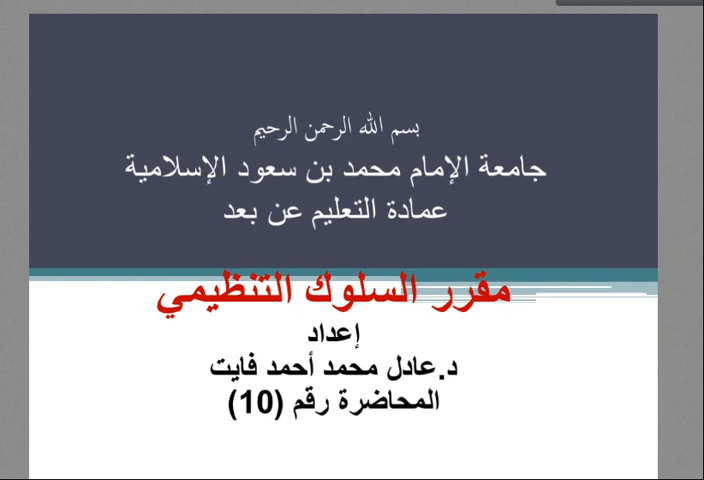 بسم الله الرحمن الرحيم
جامعة الإمام محمد بن سعود الإسلامية
عمادة التعليم عن بعد
مقرر السلوك التنظيمي
إعداد
د.عادل محمد أحمد فايت
المحاضرة رقم (10)